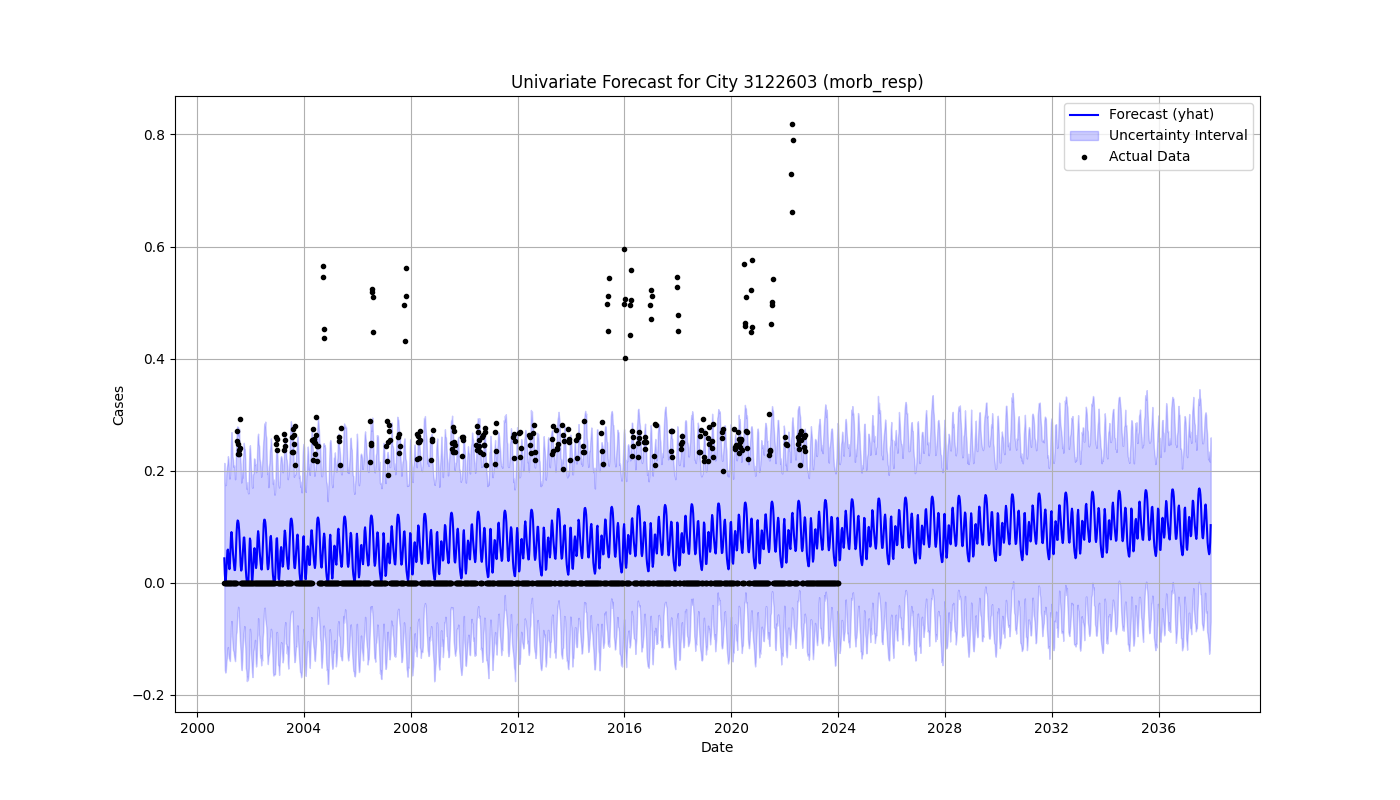 Univariate Forecast for City 3122603 (morb_resp)
Forecast (yhat)
Uncertainty Interval
Actual Data
Cases
0.8
0.6
0.4
0.2
0.0
−0.2
2000 2004 2008 2012 2016 2020 2024 2028 2032 2036
Date